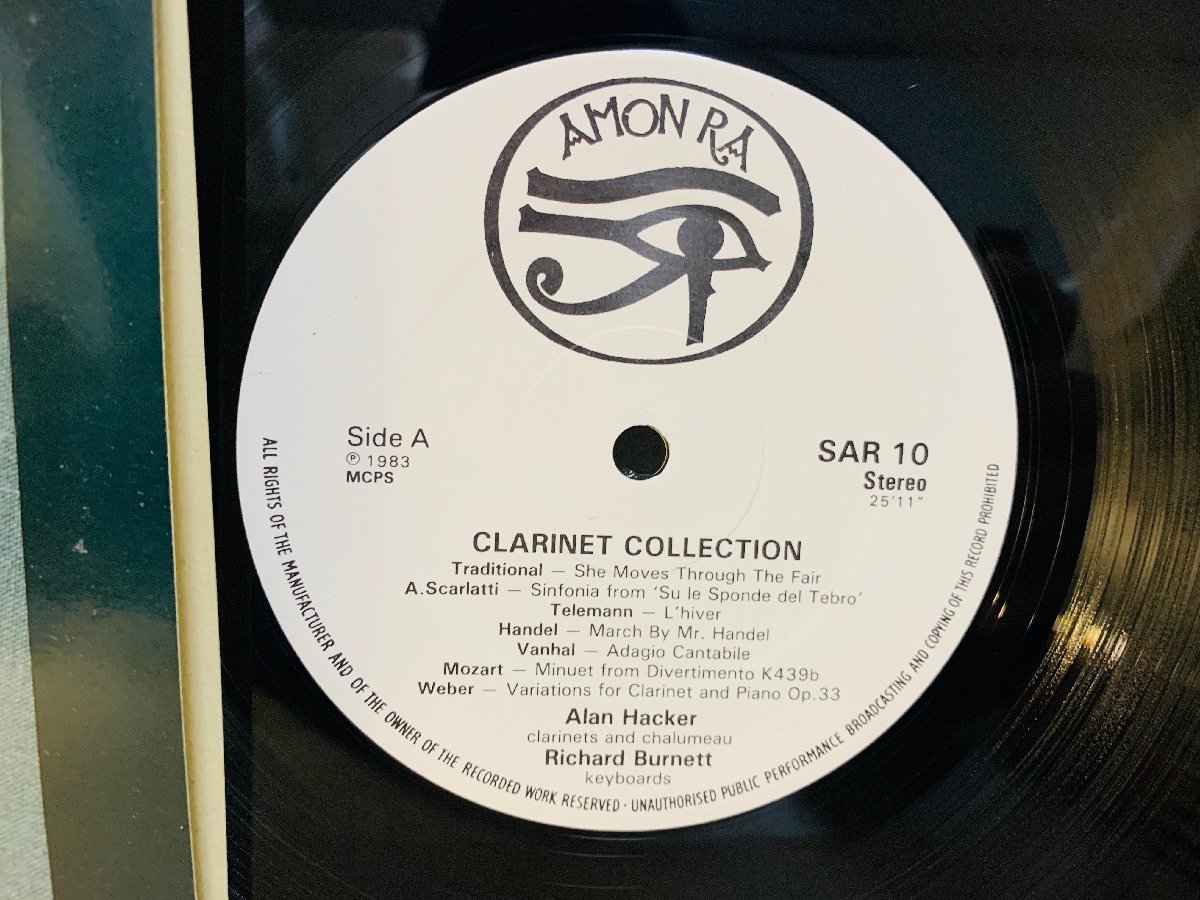 AMON RA
Side A
℗ 1983
MCPS
SAR 10
Stereo
25'11"
CLARINET COLLECTION
Traditional — She Moves Through The Fair
A.Scarlatti — Sinfonia from 'Su le Sponde del Tebro'
Telemann — L'hiver
Handel — March By Mr. Handel
Vanhal — Adagio Cantabile
Mozart — Minuet from Divertimento K439b
Weber — Variations for Clarinet and Piano Op.33
Alan Hacker
clarinets and chalumeau
Richard Burnett
keyboards
ALL RIGHTS OF THE MANUFACTURER AND OF THE OWNER OF THE RECORDED WORK RESERVED · UNAUTHORISED PUBLIC PERFORMANCE BROADCASTING AND COPYING OF THIS RECORD PROHIBITED